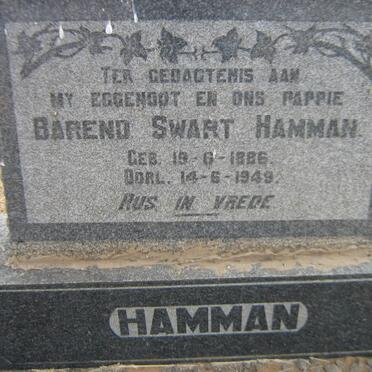 TER GEDAGTENIS AAN
MY EGGENOOT EN ONS PAPPIE
BAREND SWART HAMMAN.
GEB. 19-6-1886.
OORL. 14-6-1949.
RUS IN VREDE
HAMMAN